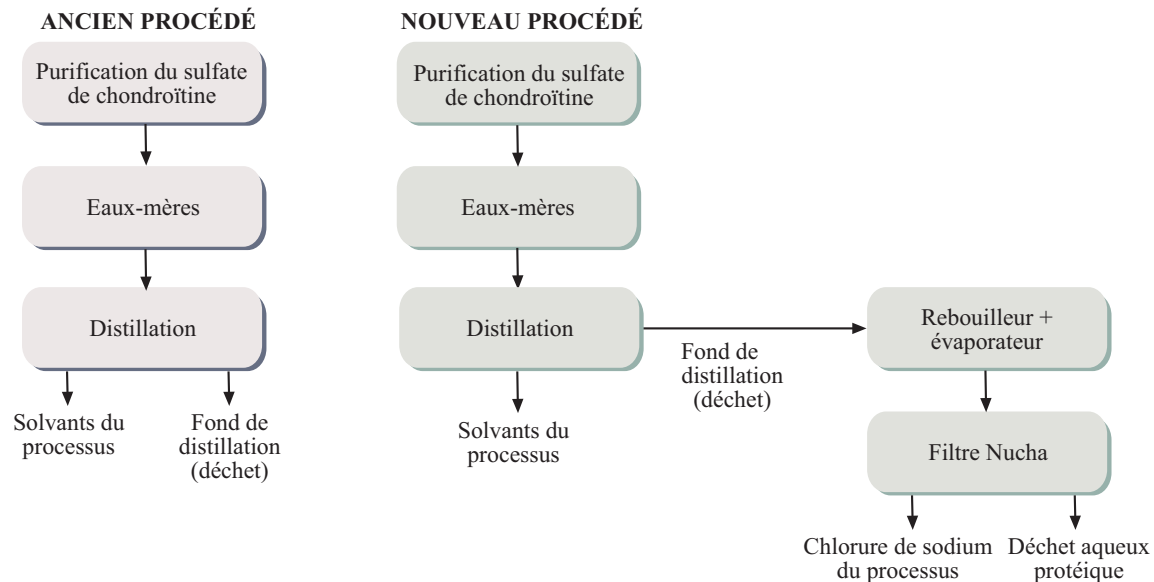 ANCIEN PROCÉDÉ
Purification du sulfate
de chondroïtine
Eaux-mères
Distillation
Solvants du
processus
Fond de
distillation
(déchet)
NOUVEAU PROCÉDÉ
Purification du sulfate
de chondroïtine
Eaux-mères
Distillation
Solvants du
processus
Fond de
distillation
(déchet)
Rebouilleur +
évaporateur
Filtre Nucha
Chlorure de sodium
du processus
Déchet aqueux
protéique